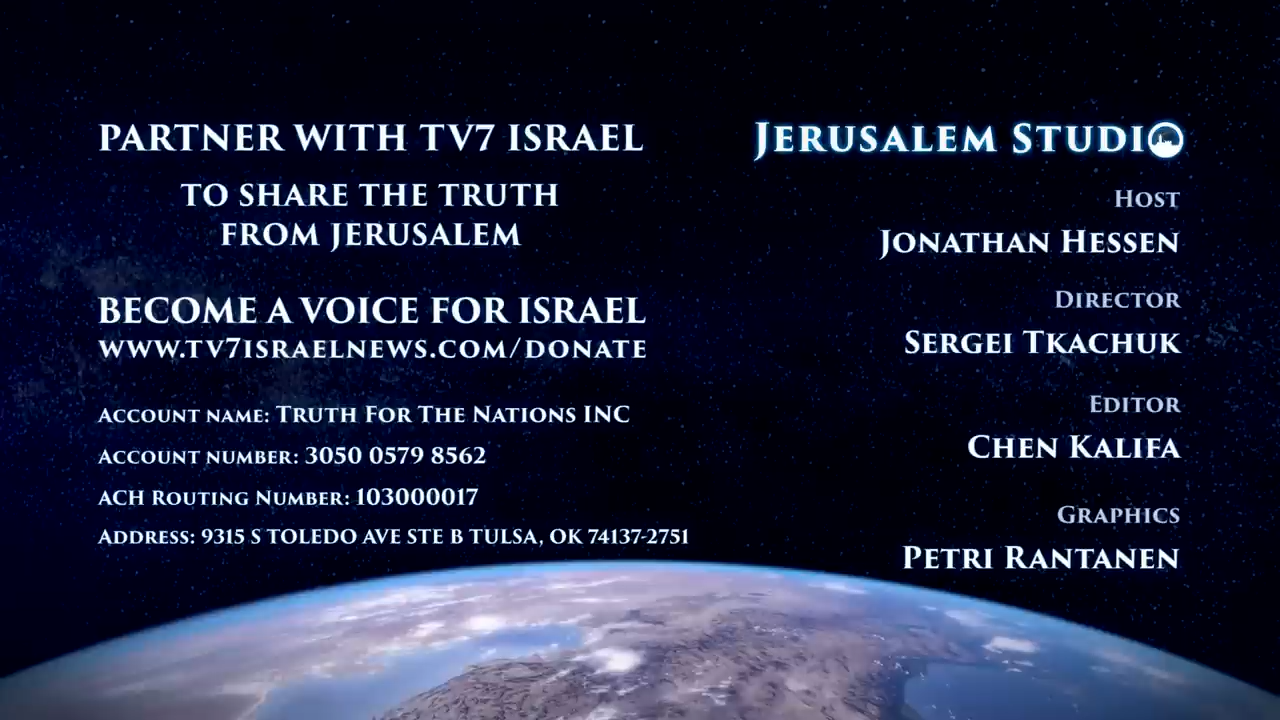 PARTNER WITH TV7 ISRAEL
TO SHARE THE TRUTH
FROM JERUSALEM
BECOME A VOICE FOR ISRAEL
WWW.TV7ISRAELNEWS.COM/DONATE
ACCOUNT NAME: TRUTH FOR THE NATIONS INC
ACCOUNT NUMBER: 3050 0579 8562
ACH ROUTING NUMBER: 103000017
ADDRESS: 9315 S TOLEDO AVE STE B TULSA, OK 74137-2751
JERUSALEM STUDIO
HOST
JONATHAN HESSEN
DIRECTOR
SERGEI TKACHUK
EDITOR
CHEN KALIFA
GRAPHICS
PETRI RANTANEN